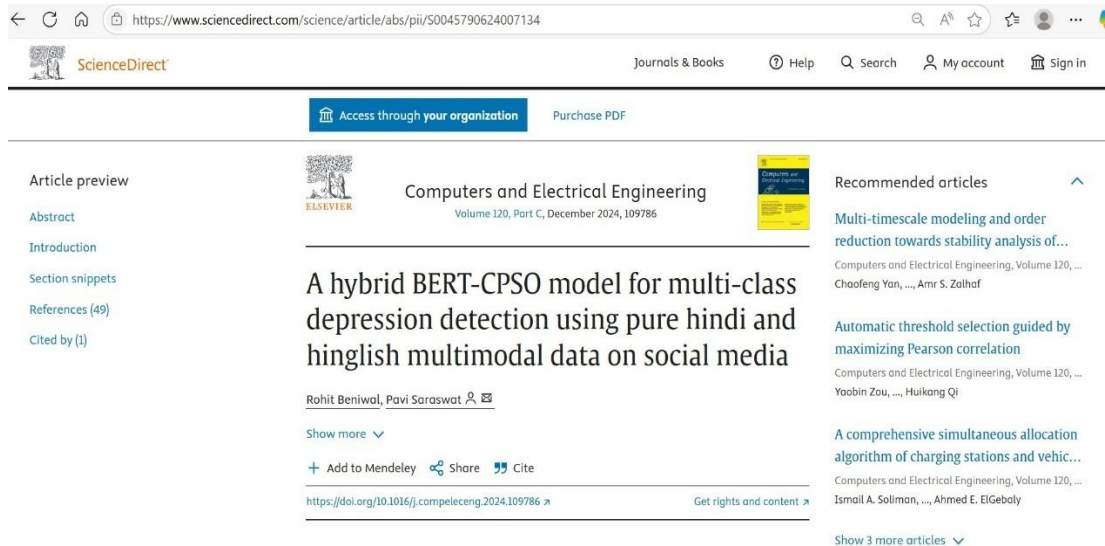 https://www.sciencedirect.com/science/article/abs/pii/S0045790624007134
ScienceDirect
Journals & Books
Help
Search
My account
Sign in
Access through your organization
Purchase PDF
Article preview
Abstract
Introduction
Section snippets
References (49)
Cited by (1)
ELSEVIER
Computers and Electrical Engineering
Volume 120, Part C, December 2024, 109786
A hybrid BERT-CPSO model for multi-class
depression detection using pure hindi and
hinglish multimodal data on social media
Rohit Beniwal, Pavi Saraswat
Show more
Add to Mendeley
Share
Cite
https://doi.org/10.1016/j.compeleceng.2024.109786
Get rights and content
Recommended articles
Multi-timescale modeling and order
reduction towards stability analysis of…
Computers and Electrical Engineering, Volume 120, …
Chaofeng Yan, …, Amr S. Zalhaf
Automatic threshold selection guided by
maximizing Pearson correlation
Computers and Electrical Engineering, Volume 120, …
Yaobin Zou, …, Huikang Qi
A comprehensive simultaneous allocation
algorithm of charging stations and vehic…
Computers and Electrical Engineering, Volume 120, …
Ismail A. Soliman, …, Ahmed E. ElGebaly
Show 3 more articles